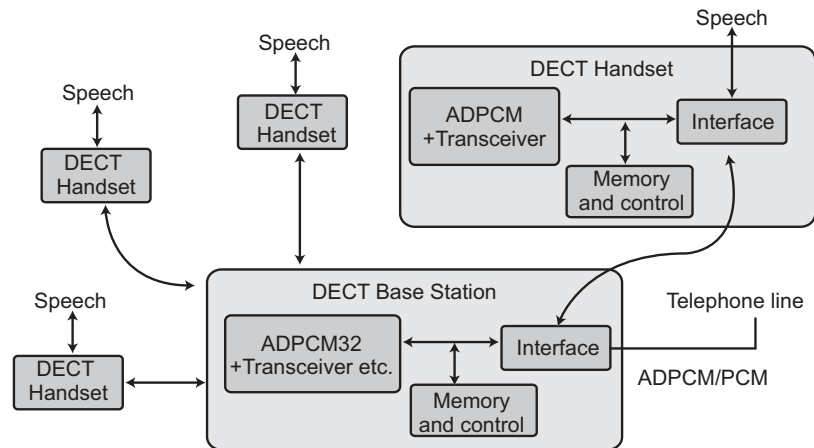 Speech
DECT
Handset
Speech
DECT
Handset
Speech
DECT Handset
ADPCM
+Transceiver
Interface
Memory
and control
Speech
DECT
Handset
DECT Base Station
ADPCM32
+Transceiver etc.
Interface
Memory
and control
Telephone line
ADPCM/PCM